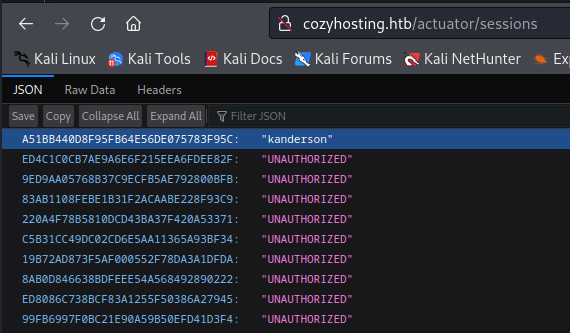 cozyhosting.htb/actuator/sessions
Kali Linux Kali Tools Kali Docs Kali Forums Kali NetHunter Ex
JSON Raw Data Headers
Save Copy Collapse All Expand All Filter JSON
A51BB440D8F95FB64E56DE075783F95C: "kanderson"
ED4C1C0CB7AE9A6E6F215EEA6FDEE82F: "UNAUTHORIZED"
9ED9AA05768B37C9ECFB5AE792800BFB: "UNAUTHORIZED"
83AB1108FEBE1B31F2ACAABE228F93C9: "UNAUTHORIZED"
220A4F78B5810DCD43BA37F420A53371: "UNAUTHORIZED"
C5B31CC49DC02CD6E5AA11365A93BF34: "UNAUTHORIZED"
19B72AD873F5AF000552F78DA3A1DFDA: "UNAUTHORIZED"
8AB0D846638BDFEEE54A568492890222: "UNAUTHORIZED"
ED8086C738BCF83A1255F50386A27945: "UNAUTHORIZED"
99FB6997F0BC21E90A59B50EFD41D3F4: "UNAUTHORIZED"